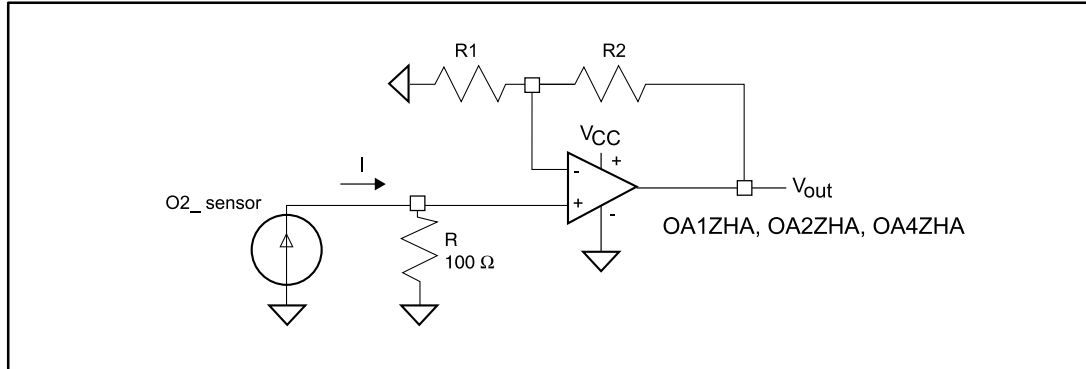 R1
R2
VCC
+
-
I
O2_ sensor
+
-
Vout
OA1ZHA, OA2ZHA, OA4ZHA
R
100 Ω